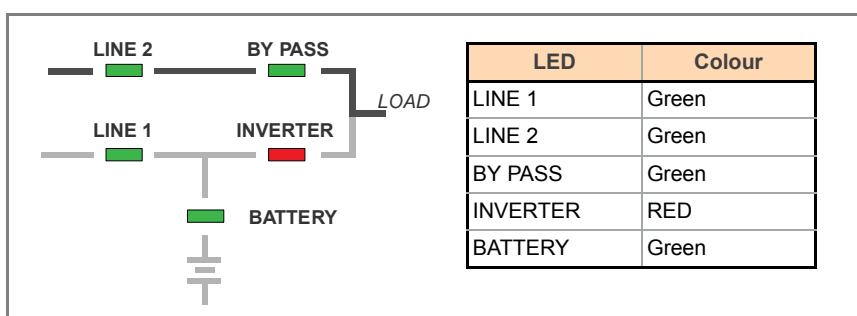 LINE 2 BY PASS
LOAD
LINE 1 INVERTER
BATTERY
LED Colour
LINE 1 Green
LINE 2 Green
BY PASS Green
INVERTER RED
BATTERY Green